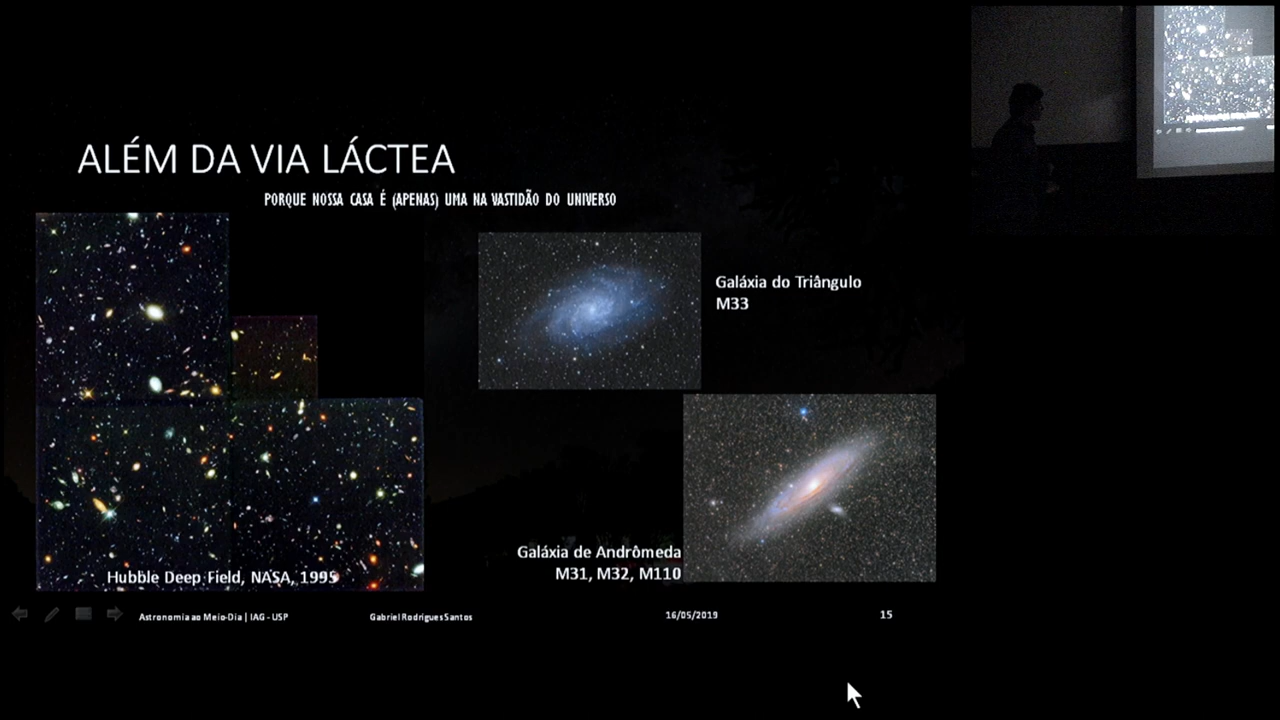 ALÉM DA VIA LÁCTEA
PORQUE NOSSA CASA É (APENAS) UMA NA VASTIDÃO DO UNIVERSO
Galáxia do Triângulo
M33
Galáxia de Andrômeda
M31, M32, M110
Hubble Deep Field, NASA, 1995
Astronomia ao Meio-Dia | IAG - USP
Gabriel Rodrigues Santos
16/05/2019
15